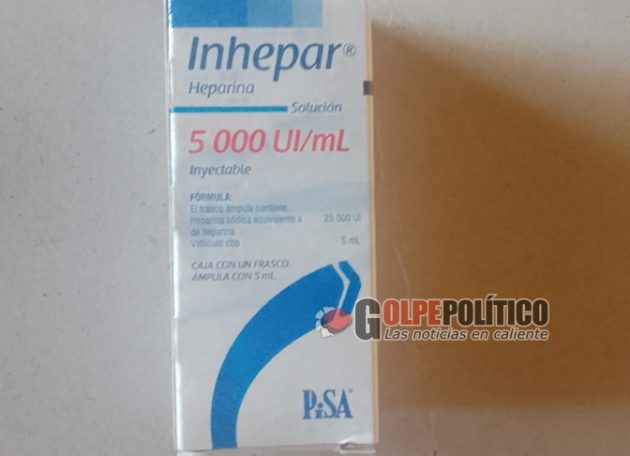 Inhepar®
Heparina
Solución
5 000 UI/mL
Inyectable
FÓRMULA:
El frasco ámpula contiene:
Heparina sódica equivalente a 25 000 UI
de heparina
Vehículo cbp 5 mL
CAJA CON UN FRASCO
ÁMPULA CON 5 mL
GOLPEPOLÍTICO
Las noticias en caliente
PiSA®